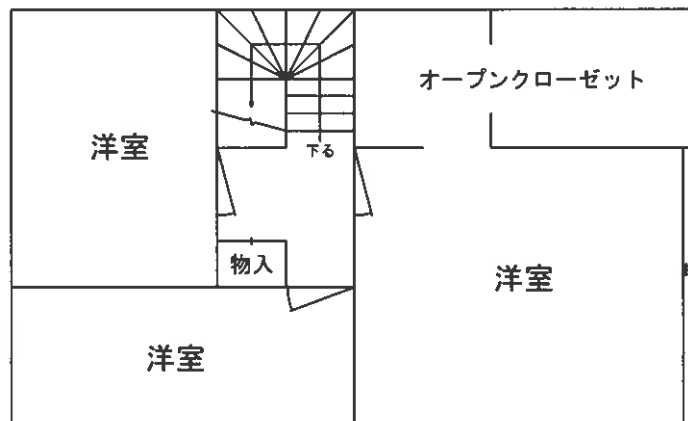 オープンクローゼット
洋室
下る
物入
洋室
洋室